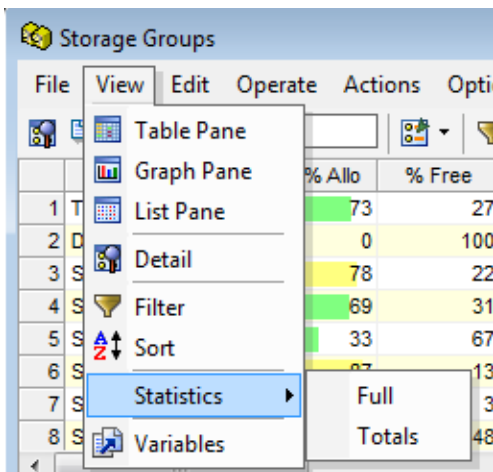 Storage Groups
File View Edit Operate Actions
Table Pane
Graph Pane
List Pane
Detail
Filter
Sort
Statistics
Variables
Full
Totals
% Allo % Free
1 T 73 27
2 D 0 100
3 S 78 22
4 S 69 31
5 S 33 67
6 S 13
7 S 3
8 S 48